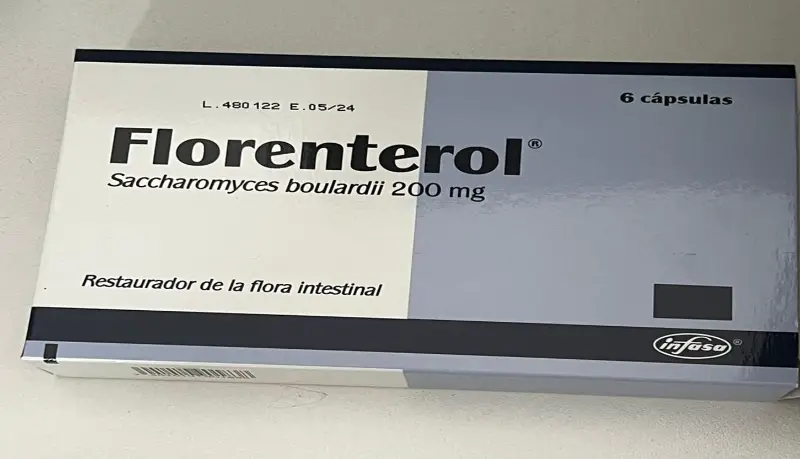 L.480122 E.05/24
6 cápsulas
Florenterol®
Saccharomyces boulardii 200 mg
Restaurador de la flora intestinal
infasa®